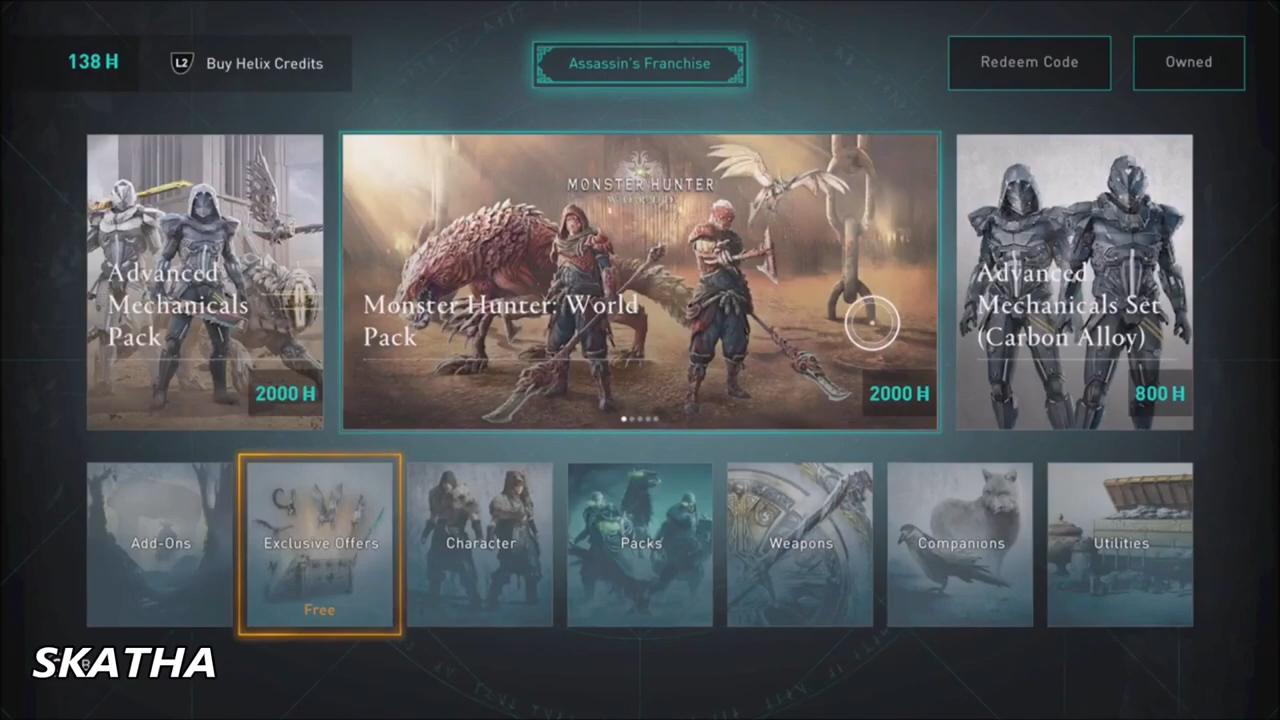 138 H
L2 Buy Helix Credits
Assassin's Franchise
Redeem Code
Owned
Advanced
Mechanicals
Pack
2000 H
MONSTER HUNTER
WORLD
Monster Hunter: World
Pack
2000 H
Advanced
Mechanicals Set
(Carbon Alloy)
800 H
Add-Ons
Exclusive Offers
Free
Character
Packs
Weapons
Companions
Utilities
SKATHA